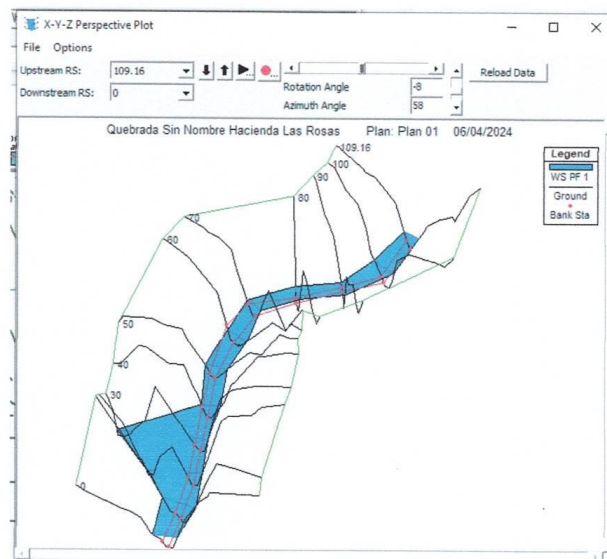 X-Y-Z Perspective Plot
File Options
Upstream RS: 109.16
Downstream RS: 0
Rotation Angle -8
Azimuth Angle 58
Reload Data
Quebrada Sin Nombre Hacienda Las Rosas Plan: Plan 01 06/04/2024
Legend
WS PF 1
Ground
Bank Sta
109.16
100
90
80
70
60
50
40
30
0